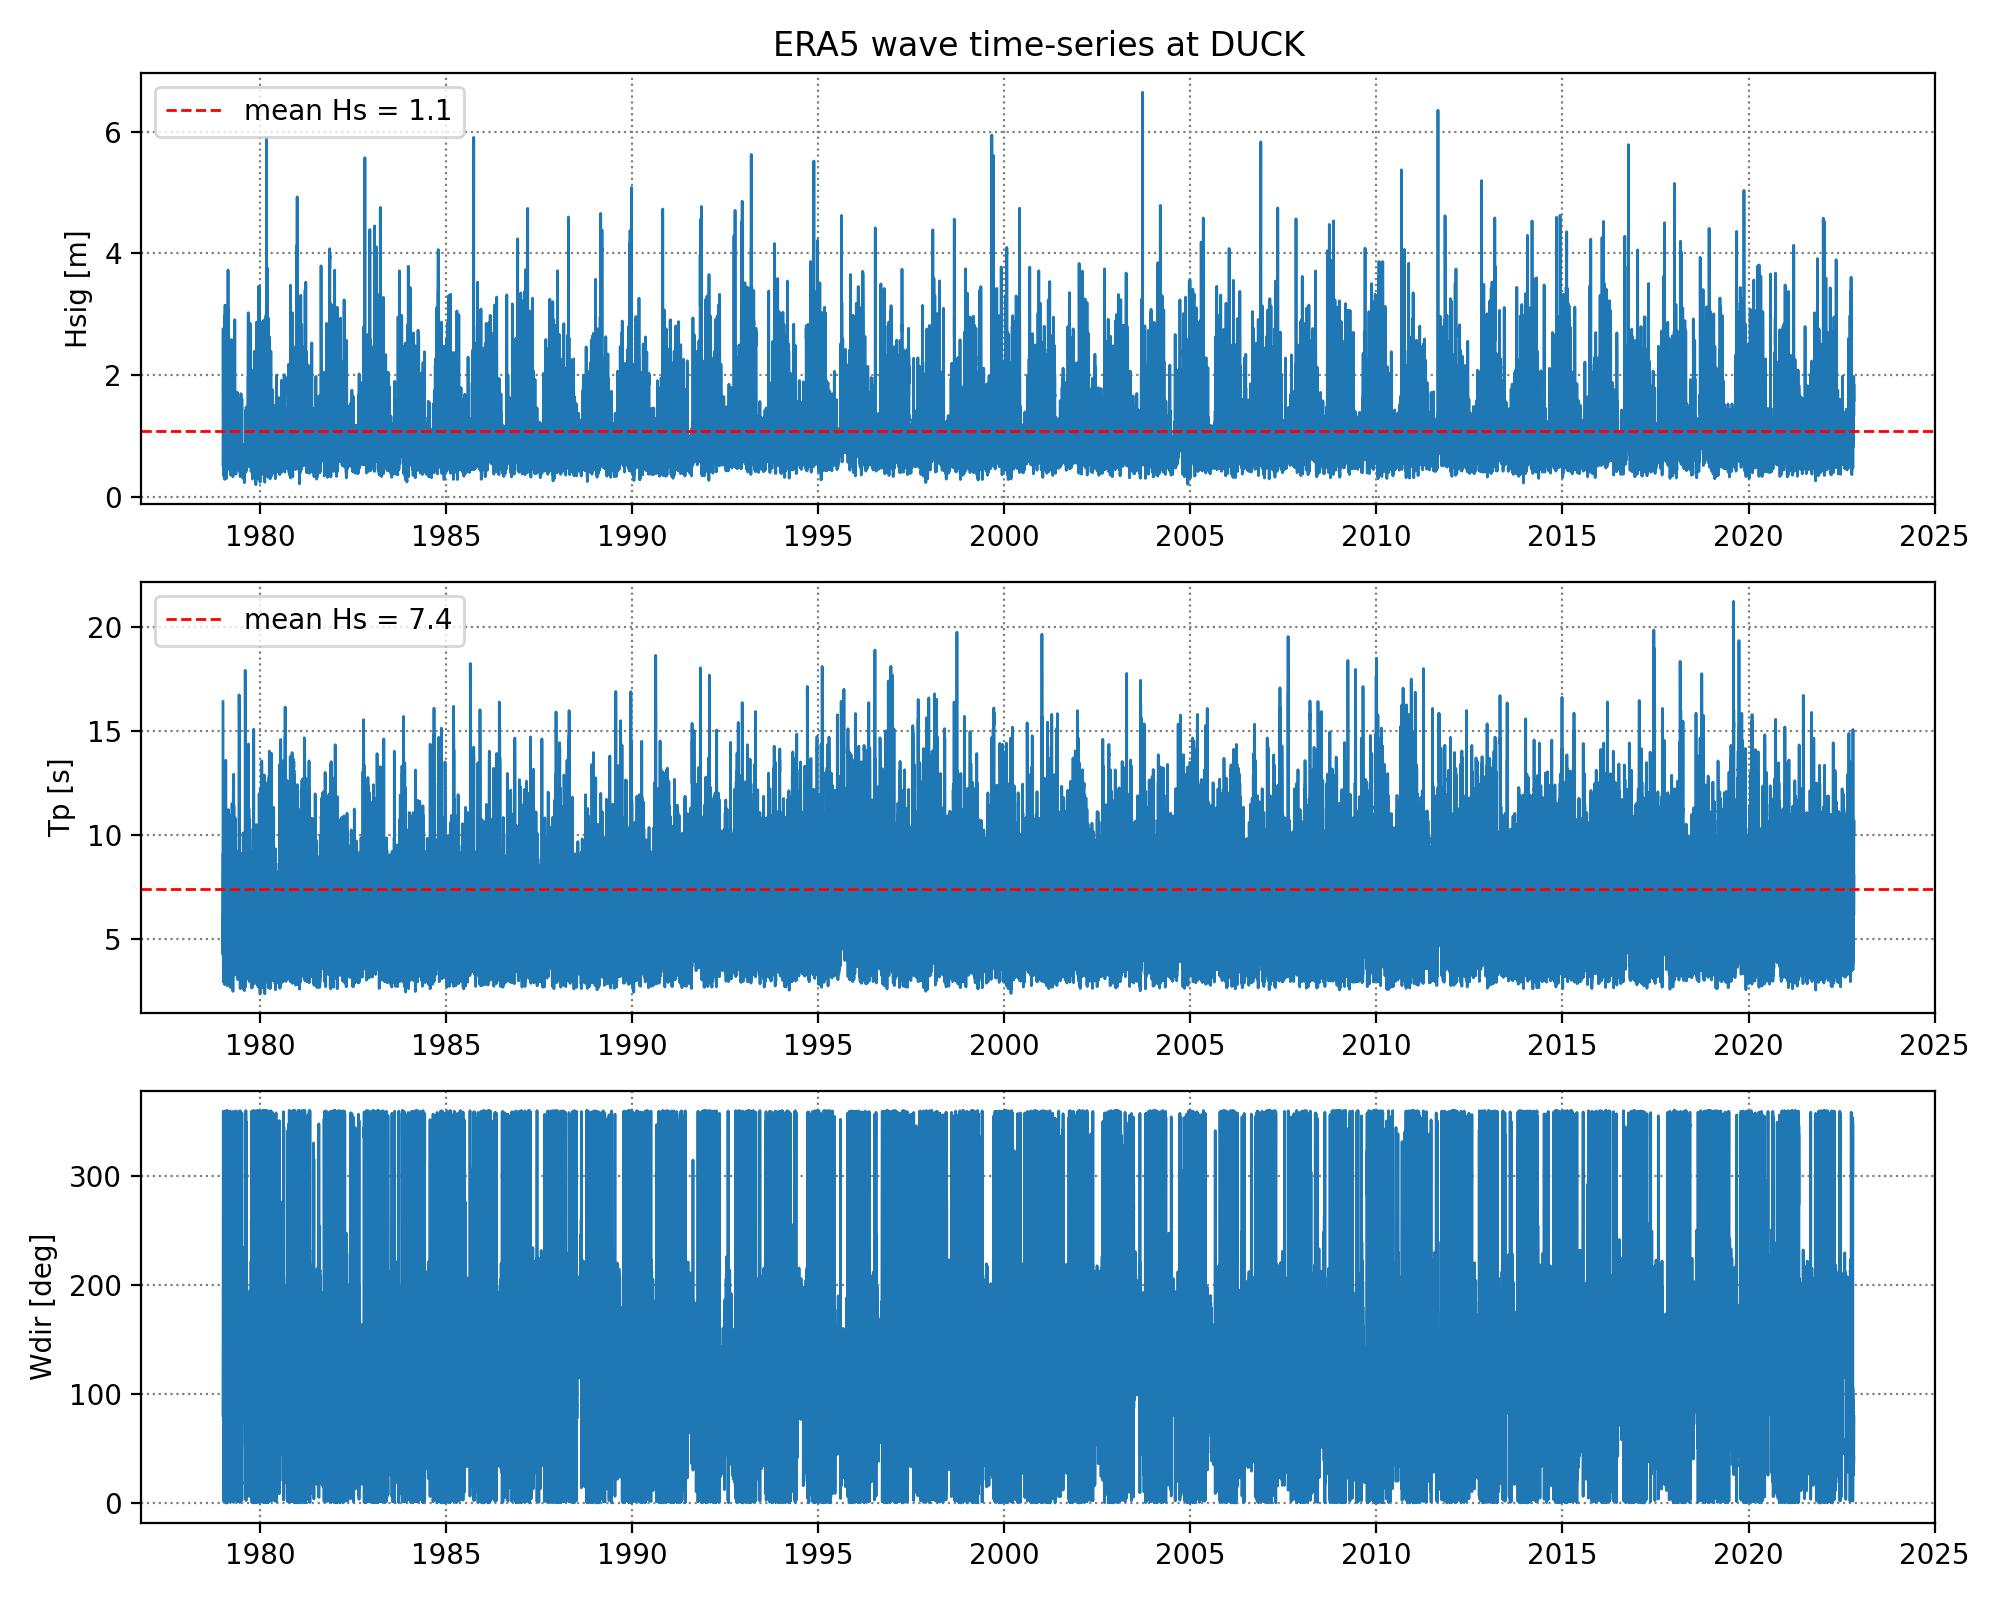 ERA5 wave time-series at DUCK
mean Hs = 1.1
Hsig [m]
6
4
2
0
1980 1985 1990 1995 2000 2005 2010 2015 2020 2025
mean Hs = 7.4
Tp [s]
20
15
10
5
1980 1985 1990 1995 2000 2005 2010 2015 2020 2025
Wdir [deg]
300
200
100
0
1980 1985 1990 1995 2000 2005 2010 2015 2020 2025